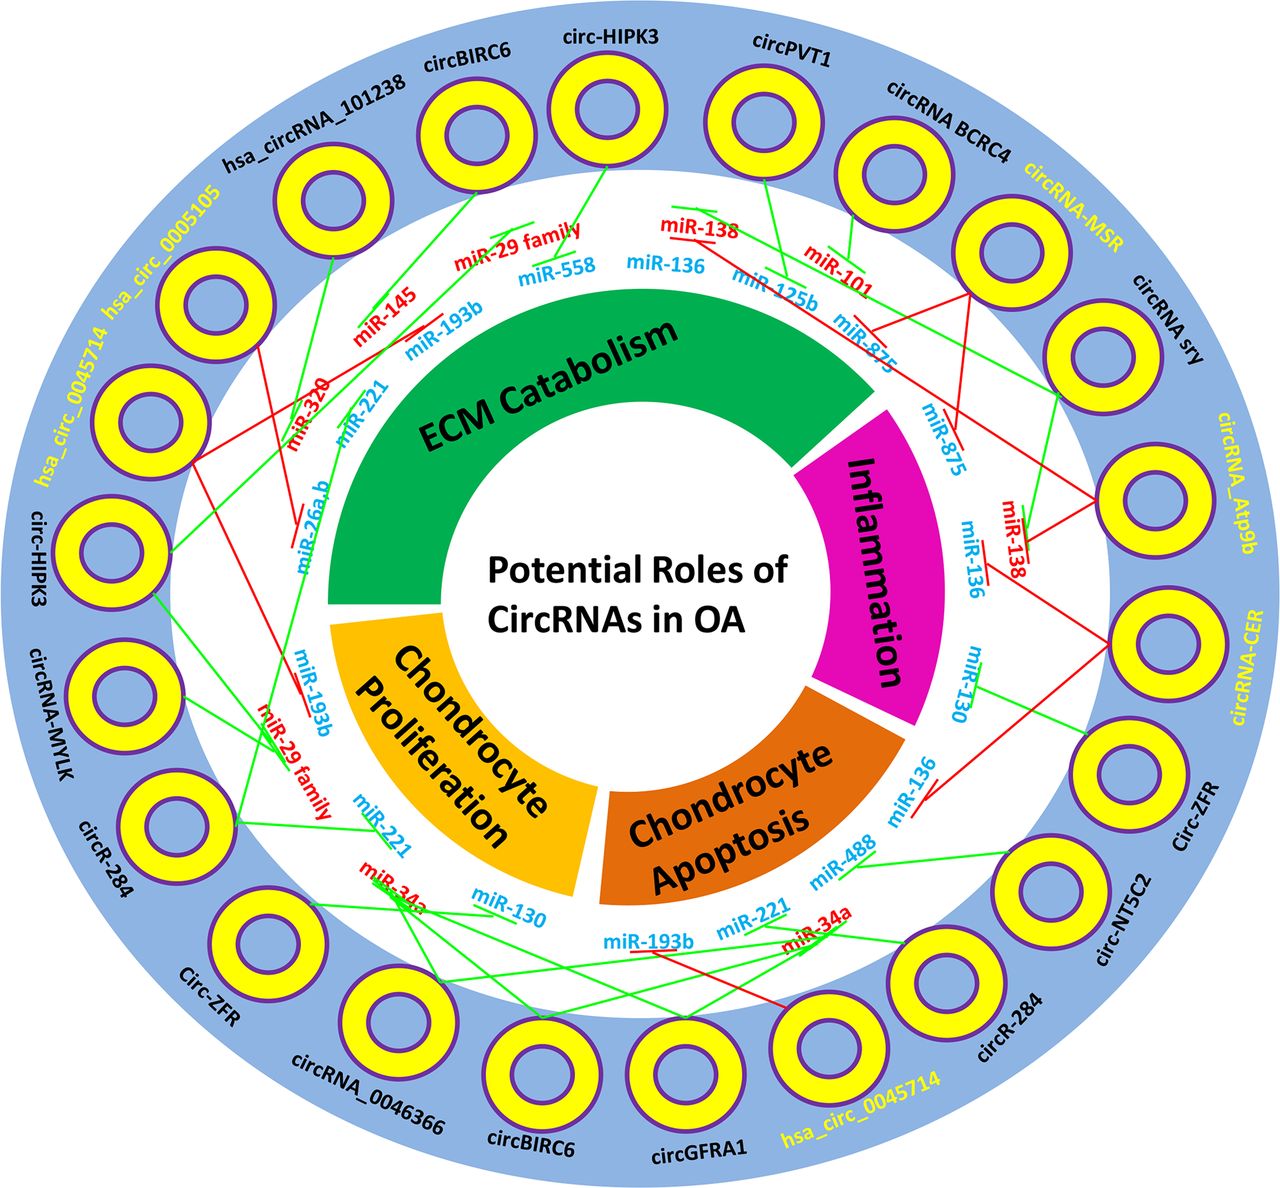 circ-HIPK3
circPVT1
circRNA BCRC4
circRNA-MSR
circRNA sry
circRNA_Atp9b
circRNA-CER
Circ-ZFR
circ-NT5C2
circR-284
hsa_circ_0045714
circGFRA1
circBIRC6
circRNA_0046366
Circ-ZFR
circR-284
circRNA-MYLK
circ-HIPK3
hsa_circ_0045714
hsa_circ_0005105
hsa_circRNA_101238
circBIRC6
miR-29 family
miR-558
miR-138
miR-136
miR-125b
miR-101
miR-875
miR-875
miR-138
miR-136
miR-130
miR-136
miR-488
miR-34a
miR-221
miR-193b
miR-130
miR-34a
miR-221
miR-29 family
miR-193b
miR-26a,b
miR-221
miR-320
miR-193b
miR-145
ECM Catabolism
Inflammation
Chondrocyte
Apoptosis
Chondrocyte
Proliferation
Potential Roles of
CircRNAs in OA